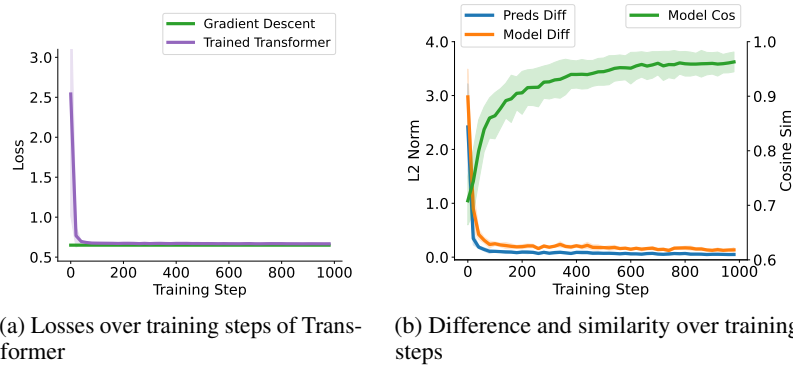 Gradient Descent
Trained Transformer
3.0
2.5
2.0
1.5
1.0
0.5
Loss
0 200 400 600 800 1000
Training Step
(a) Losses over training steps of Trans-
former
Preds Diff
Model Diff
Model Cos
4.0
3.0
2.0
1.0
0.0
L2 Norm
1.0
0.9
0.8
0.7
0.6
Cosine Sim
0 200 400 600 800 1000
Training Step
(b) Difference and similarity over training
steps